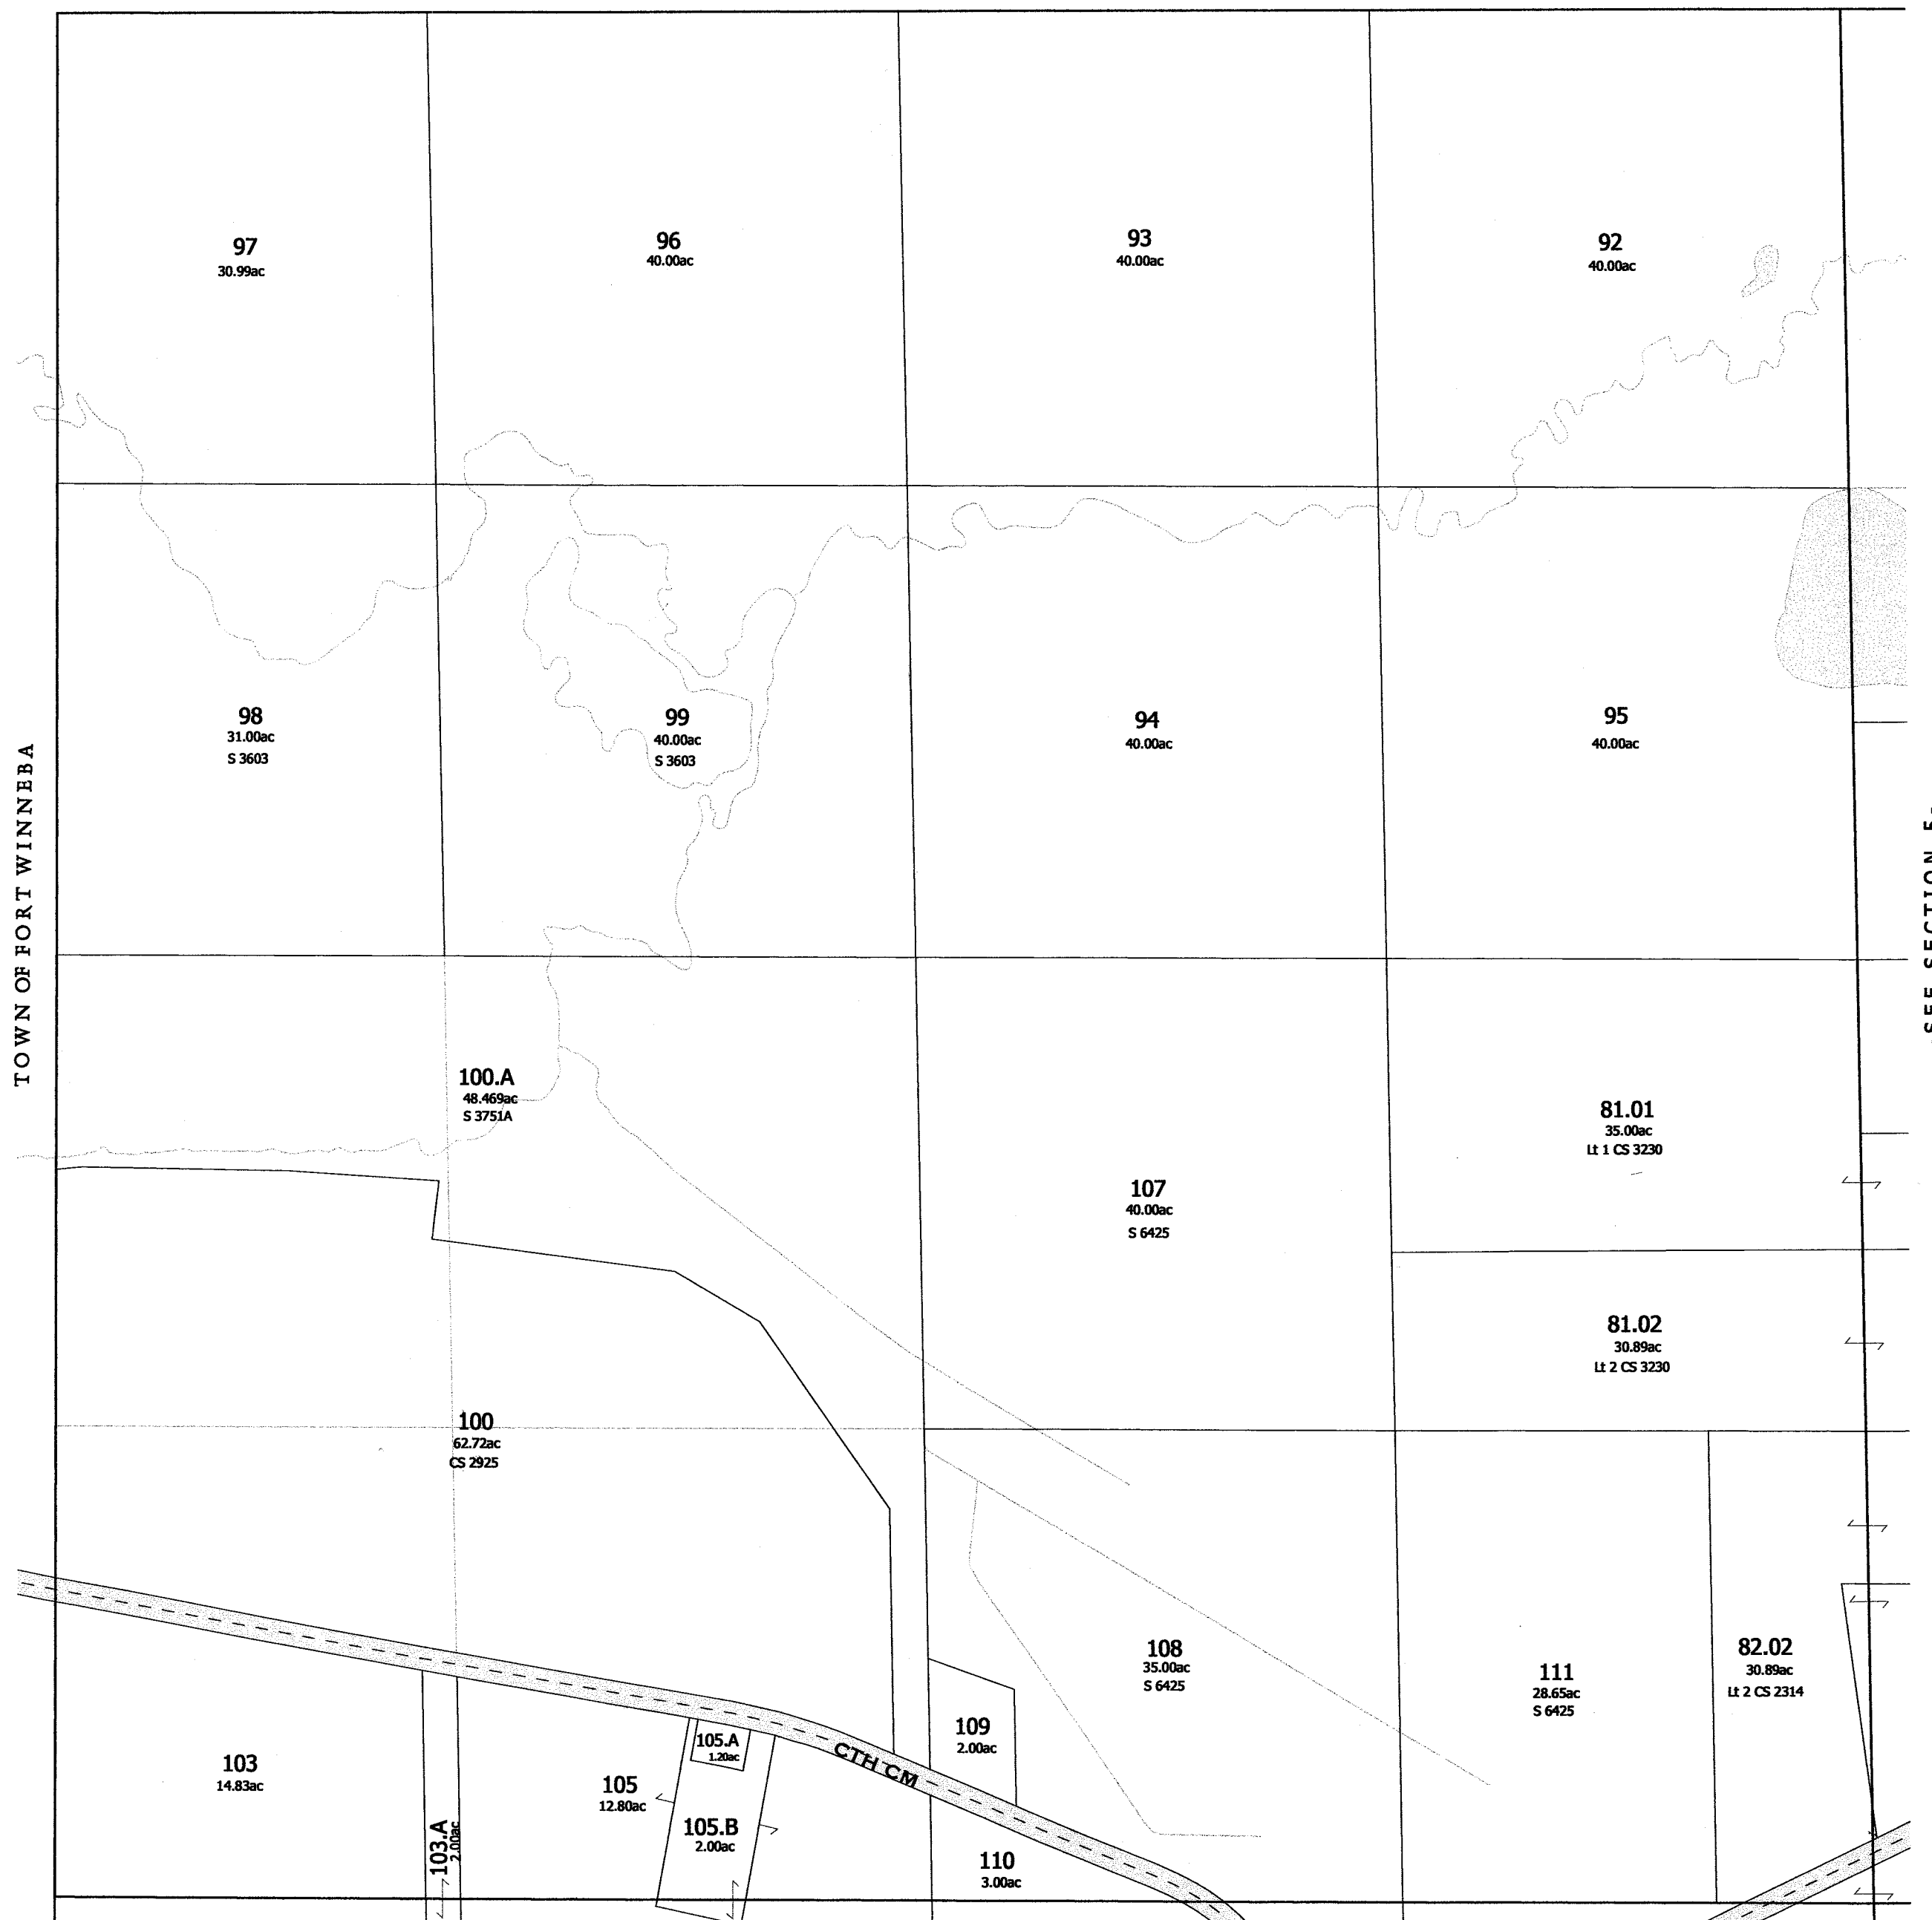 97
30.99ac
96
40.00ac
93
40.00ac
92
40.00ac
98
31.00ac
S 3603
99
40.00ac
S 3603
94
40.00ac
95
40.00ac
TOWN OF FORT WINNEBA
SEE SECTION 5
100.A
48.469ac
S 3751A
107
40.00ac
S 6425
81.01
35.00ac
Lt 1 CS 3230
81.02
30.89ac
Lt 2 CS 3230
100
62.72ac
CS 2925
108
35.00ac
S 6425
111
28.65ac
S 6425
82.02
30.89ac
Lt 2 CS 2314
103
14.83ac
103.A
2.00ac
105
12.80ac
105.A
1.20ac
105.B
2.00ac
CTH CM
109
2.00ac
110
3.00ac